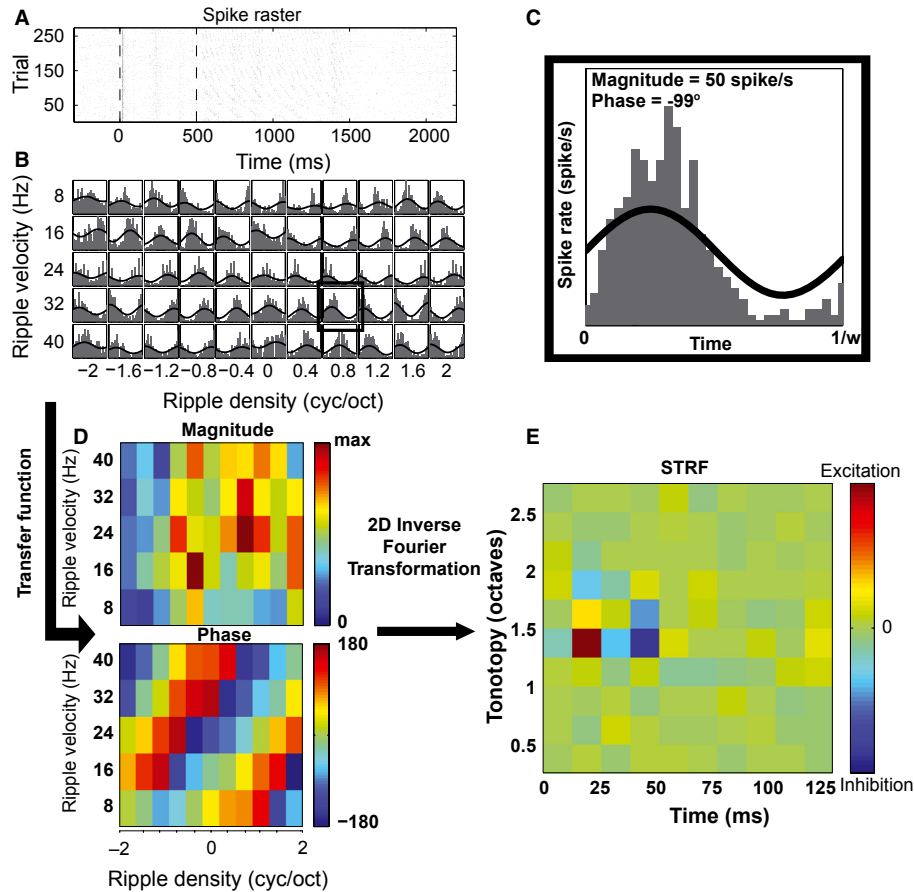 A
Spike raster
Trial
250
150
50
0
500
1000
1500
2000
Time (ms)
B
Ripple velocity (Hz)
8
16
24
32
40
−2 −1.6 −1.2 −0.8 −0.4 0 0.4 0.8 1.2 1.6 2
Ripple density (cyc/oct)
C
Magnitude = 50 spike/s
Phase = -99°
Spike rate (spike/s)
0
Time
1/w
Transfer function
D
Magnitude
Ripple velocity (Hz)
40
32
24
16
8
max
0
2D Inverse
Fourier
Transformation
Phase
Ripple velocity (Hz)
40
32
24
16
8
180
−180
−2 0 2
Ripple density (cyc/oct)
E
STRF
Tonotopy (octaves)
2.5
2
1.5
1
0.5
0 25 50 75 100 125
Time (ms)
Excitation
0
Inhibition